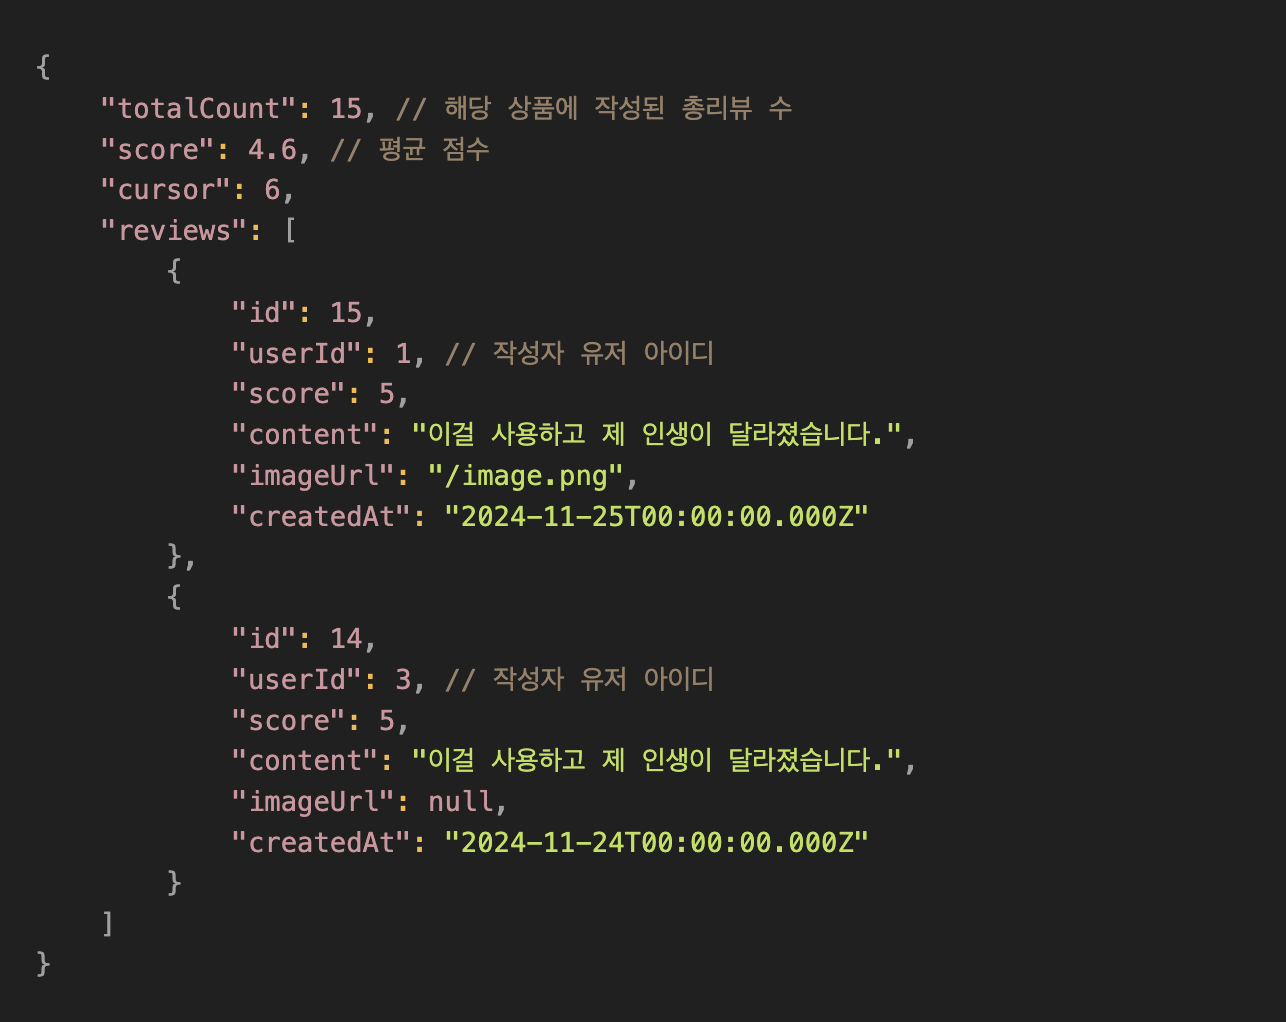 {
    "totalCount": 15, // 해당 상품에 작성된 총리뷰 수
    "score": 4.6, // 평균 점수
    "cursor": 6,
    "reviews": [
        {
            "id": 15,
            "userId": 1, // 작성자 유저 아이디
            "score": 5,
            "content": "이걸 사용하고 제 인생이 달라졌습니다.",
            "imageUrl": "/image.png",
            "createdAt": "2024-11-25T00:00:00.000Z"
        },
        {
            "id": 14,
            "userId": 3, // 작성자 유저 아이디
            "score": 5,
            "content": "이걸 사용하고 제 인생이 달라졌습니다.",
            "imageUrl": null,
            "createdAt": "2024-11-24T00:00:00.000Z"
        }
    ]
}